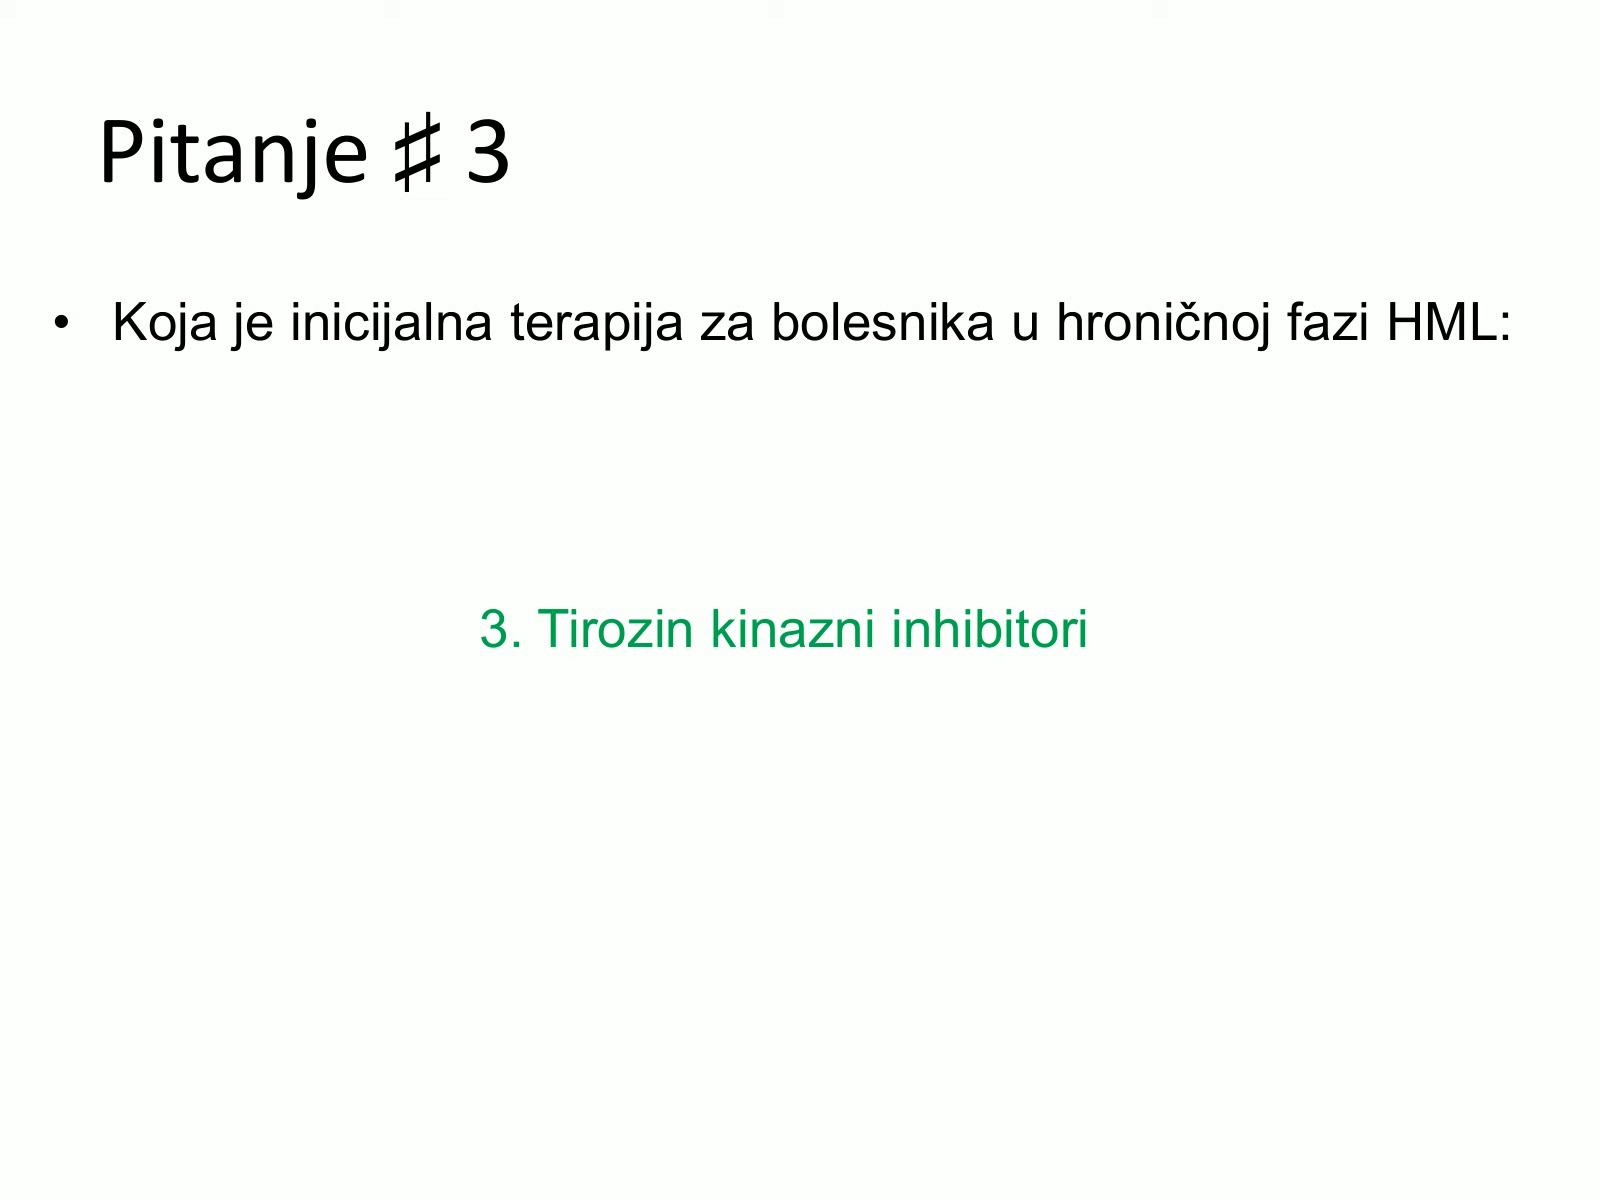 Pitanje ♯ 3
• Koja je inicijalna terapija za bolesnika u hroničnoj fazi HML:
3. Tirozin kinazni inhibitori